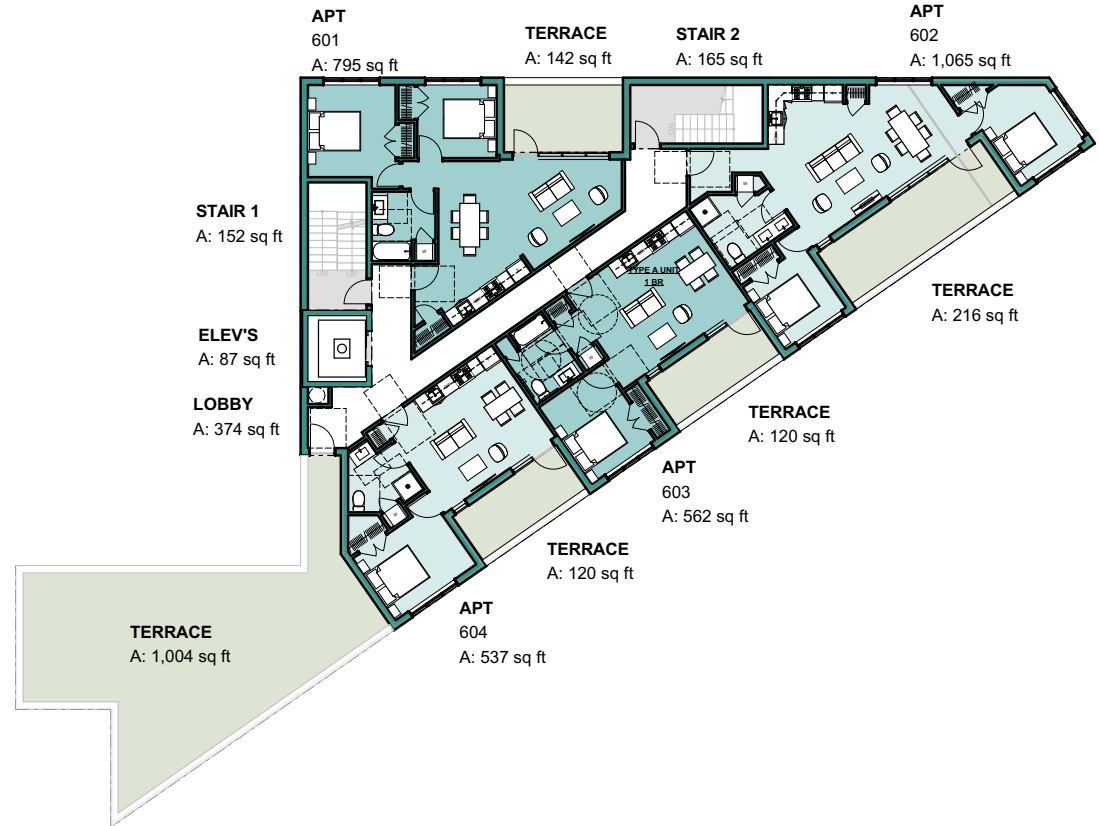 APT
601
A: 795 sq ft
TERRACE
A: 142 sq ft
STAIR 2
A: 165 sq ft
APT
602
A: 1,065 sq ft
STAIR 1
A: 152 sq ft
DN
UP
DN
W
W
TYPE A UNIT
1 BR
TERRACE
A: 216 sq ft
ELEV'S
A: 87 sq ft
LOBBY
A: 374 sq ft
W
TERRACE
A: 120 sq ft
APT
603
A: 562 sq ft
W
TERRACE
A: 120 sq ft
APT
604
A: 537 sq ft
TERRACE
A: 1,004 sq ft